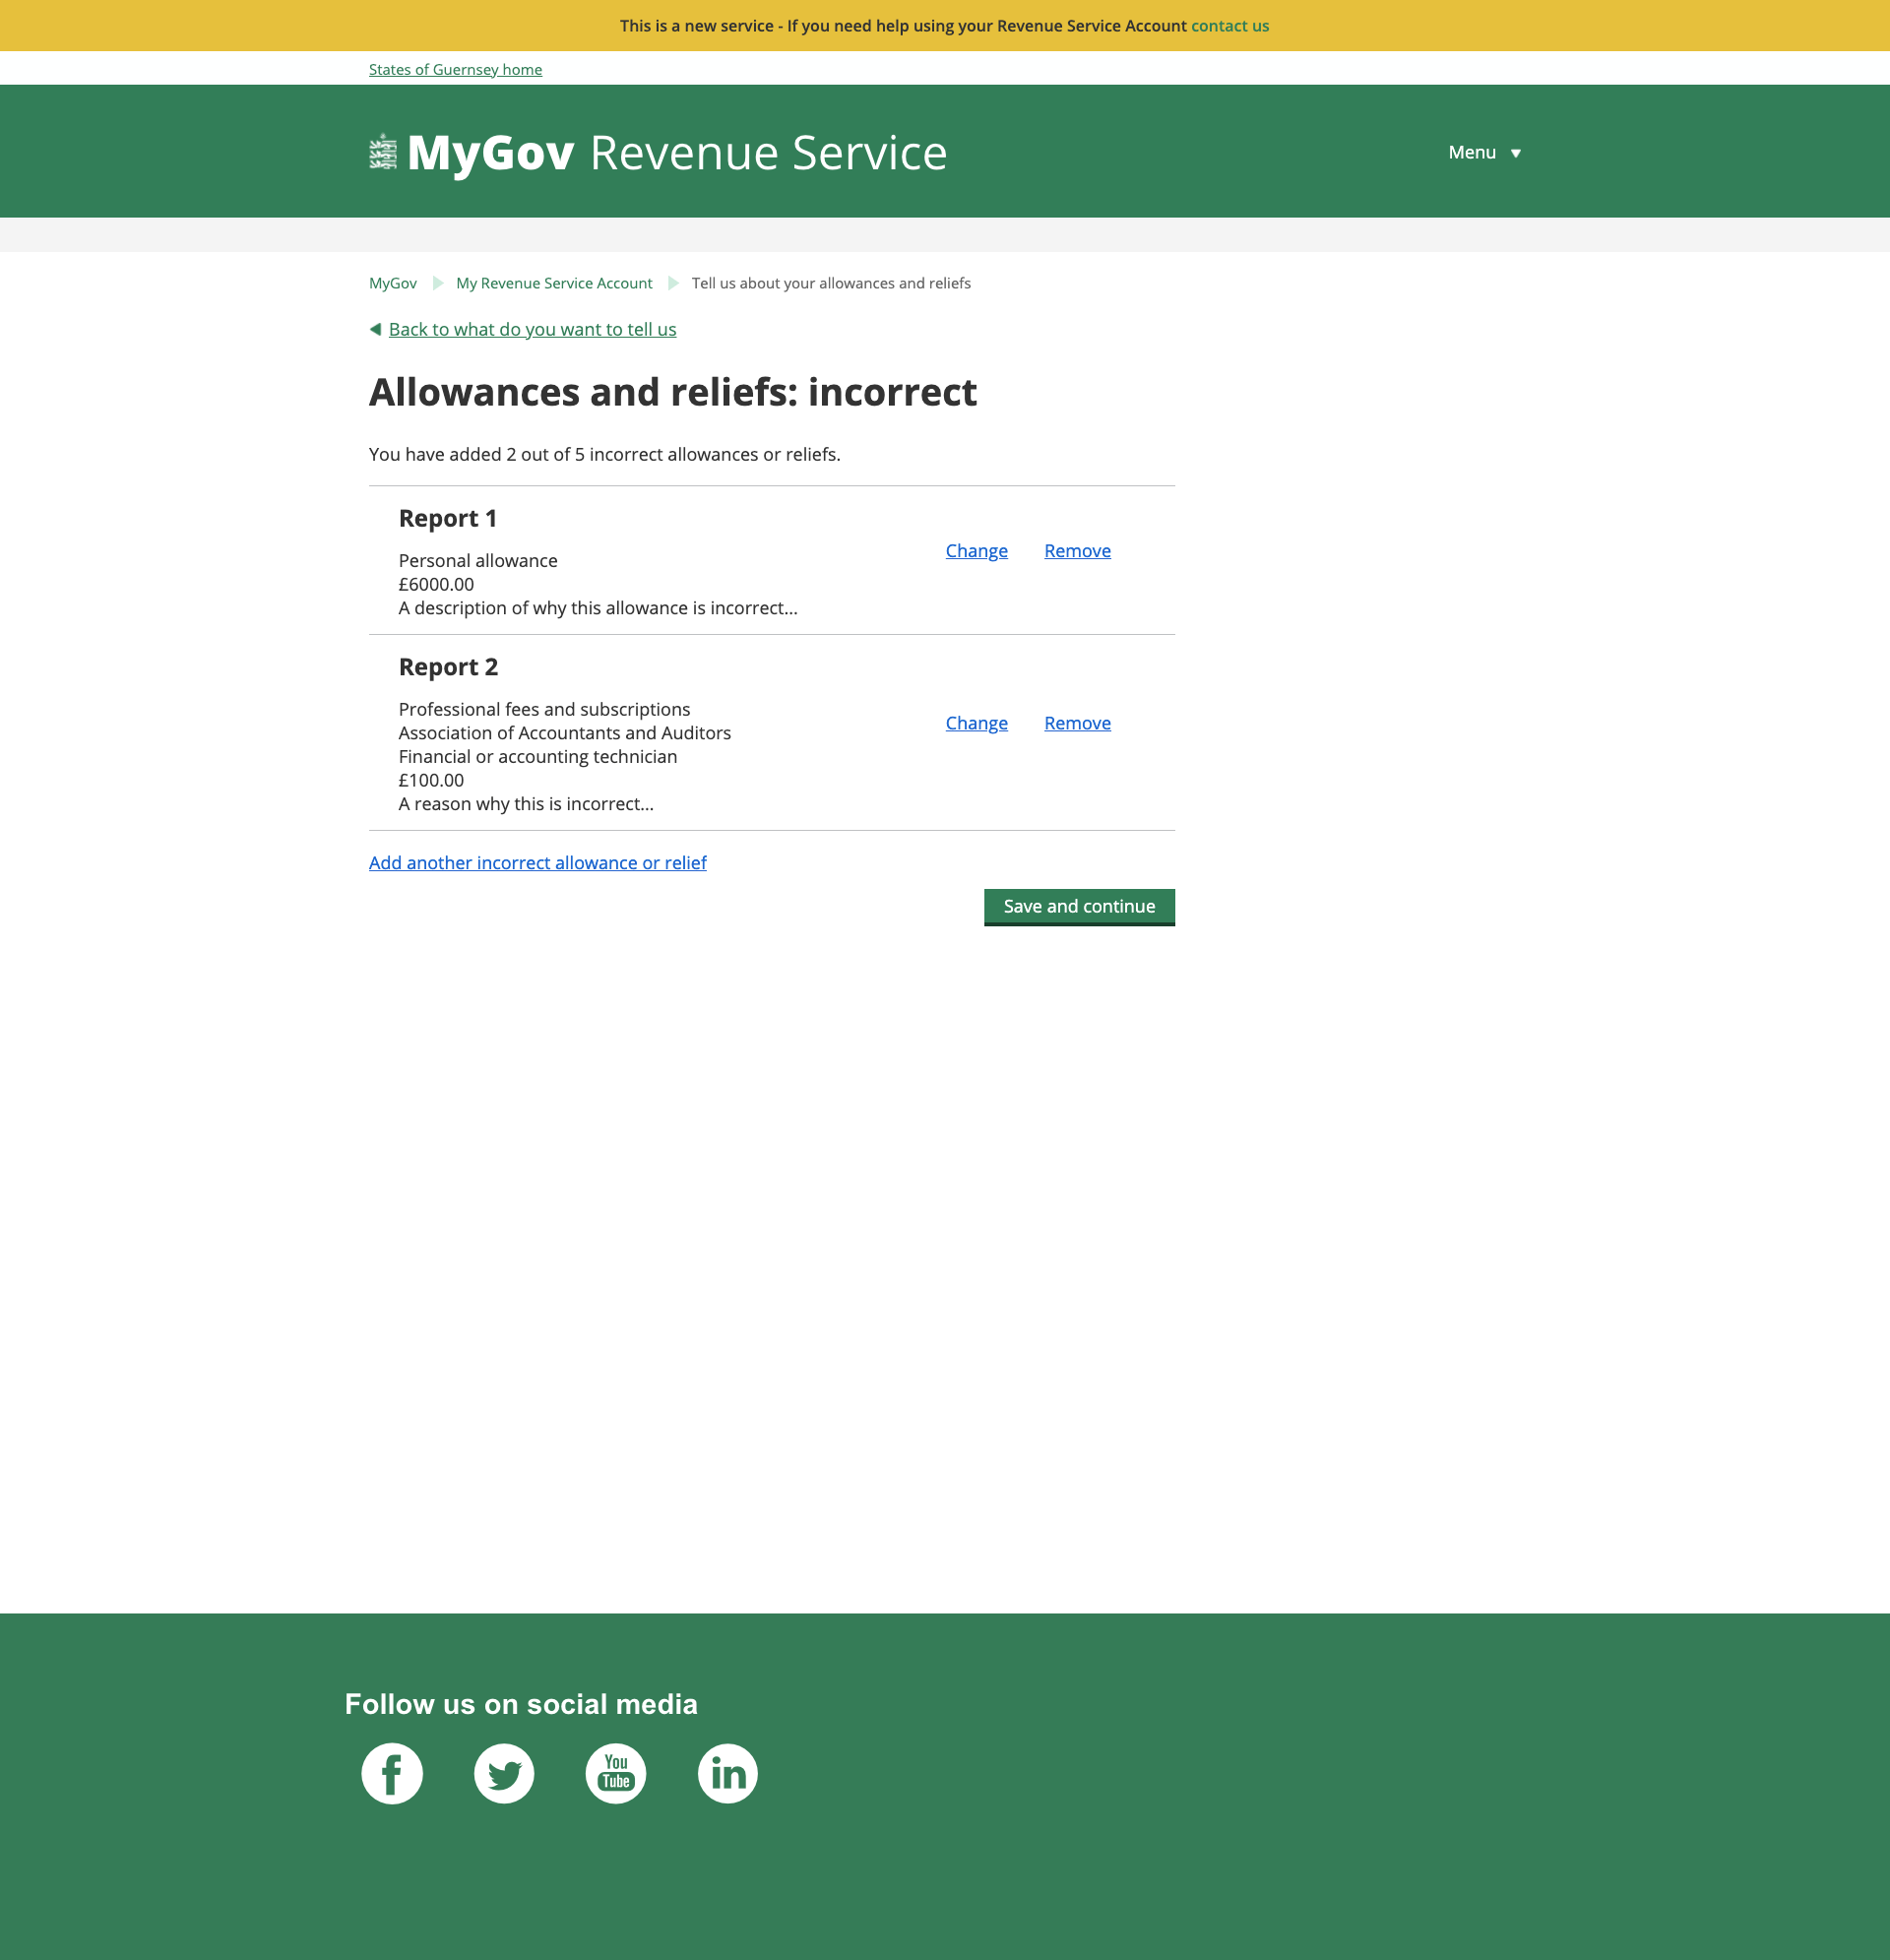 This is a new service - If you need help using your Revenue Service Account contact us
States of Guernsey home
MyGov Revenue Service
Menu
MyGov
My Revenue Service Account
Tell us about your allowances and reliefs
Back to what do you want to tell us
Allowances and reliefs: incorrect
You have added 2 out of 5 incorrect allowances or reliefs.
Report 1
Personal allowance
£6000.00
A description of why this allowance is incorrect...
Change
Remove
Report 2
Professional fees and subscriptions
Association of Accountants and Auditors
Financial or accounting technician
£100.00
A reason why this is incorrect...
Change
Remove
Add another incorrect allowance or relief
Save and continue
Follow us on social media
f
You
Tube
in